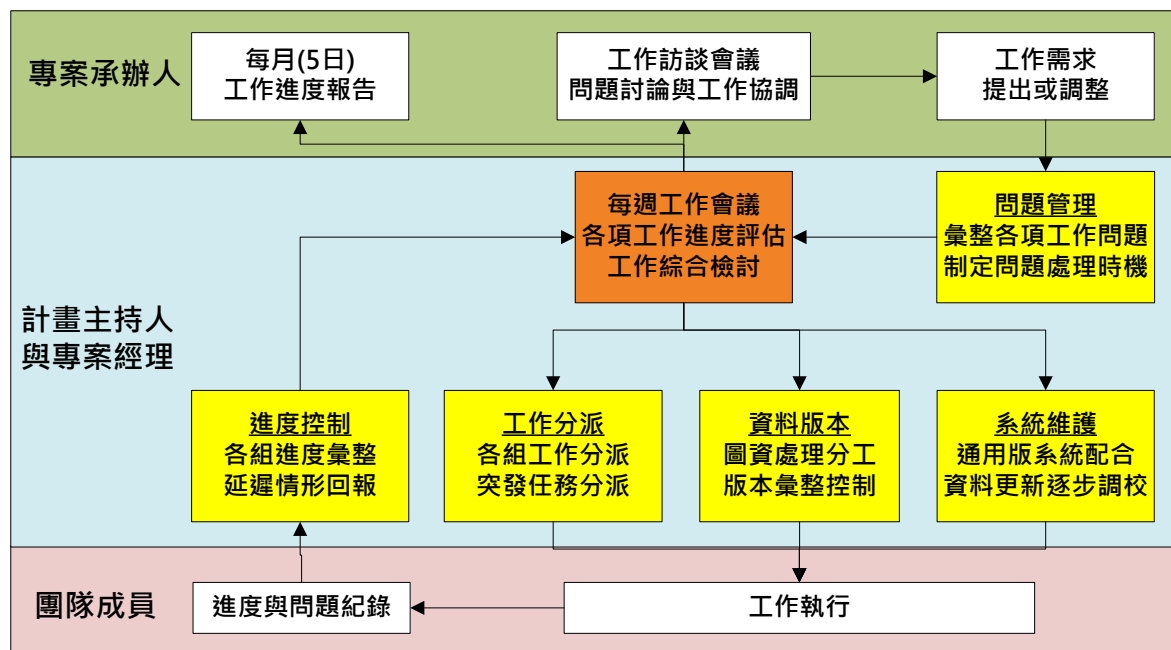 專案承辦人
每月(5日)
工作進度報告
工作訪談會議
問題討論與工作協調
工作需求
提出或調整
計畫主持人
與專案經理
每週工作會議
各項工作進度評估
工作綜合檢討
問題管理
彙整各項工作問題
制定問題處理時機
進度控制
各組進度彙整
延遲情形回報
工作分派
各組工作分派
突發任務分派
資料版本
圖資處理分工
版本彙整控制
系統維護
通用版系統配合
資料更新逐步調校
團隊成員
進度與問題紀錄
工作執行